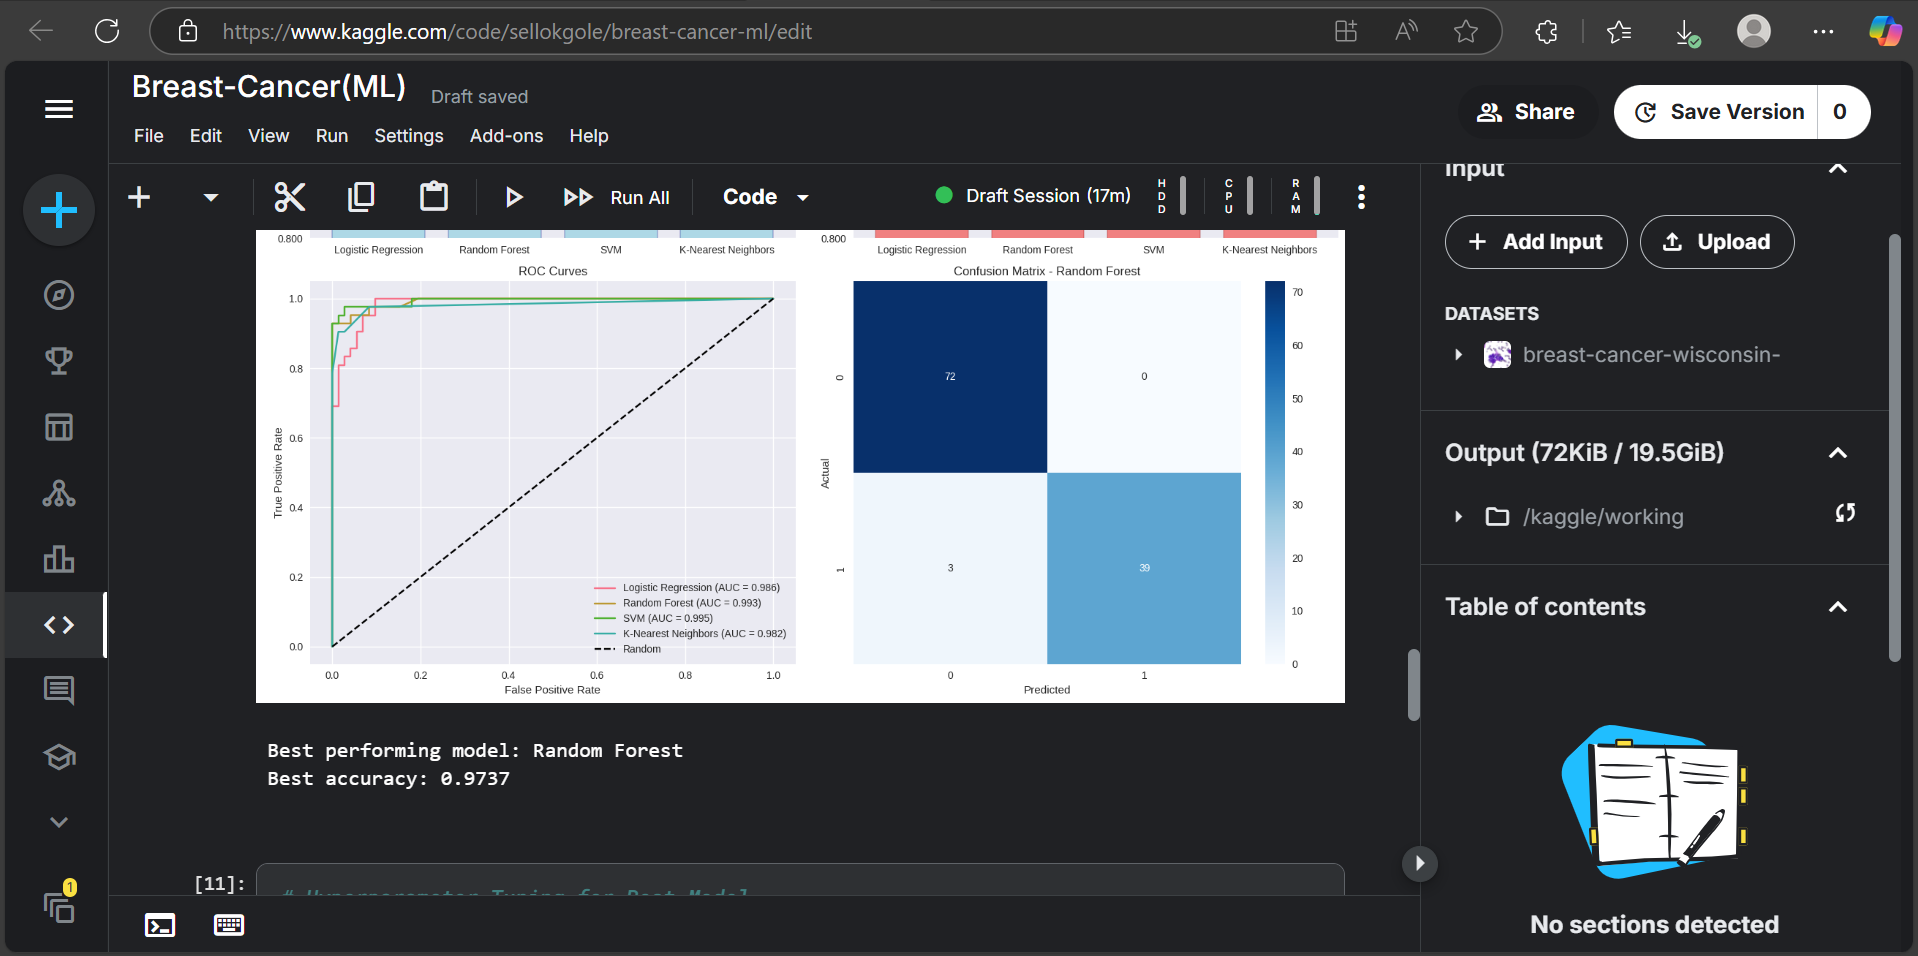 https://www.kaggle.com/code/sellokgole/breast-cancer-ml/edit
Breast-Cancer(ML) Draft saved
File Edit View Run Settings Add-ons Help
Share
Save Version 0
Run All
Code
Draft Session (17m)
HDD
CPU
RAM
0.800
Logistic Regression Random Forest SVM K-Nearest Neighbors
0.800
Logistic Regression Random Forest SVM K-Nearest Neighbors
ROC Curves
1.0
0.8
0.6
0.4
0.2
0.0
True Positive Rate
Logistic Regression (AUC = 0.986)
Random Forest (AUC = 0.993)
SVM (AUC = 0.995)
K-Nearest Neighbors (AUC = 0.982)
Random
0.0 0.2 0.4 0.6 0.8 1.0
False Positive Rate
Confusion Matrix - Random Forest
0
1
Actual
72 0
3 39
0 1
Predicted
70
60
50
40
30
20
10
0
Best performing model: Random Forest
Best accuracy: 0.9737
[11]:
# Hyperparameter Tuning for Best Model
1
Input
Add Input
Upload
DATASETS
breast-cancer-wisconsin-
Output (72KiB / 19.5GiB)
/kaggle/working
Table of contents
No sections detected